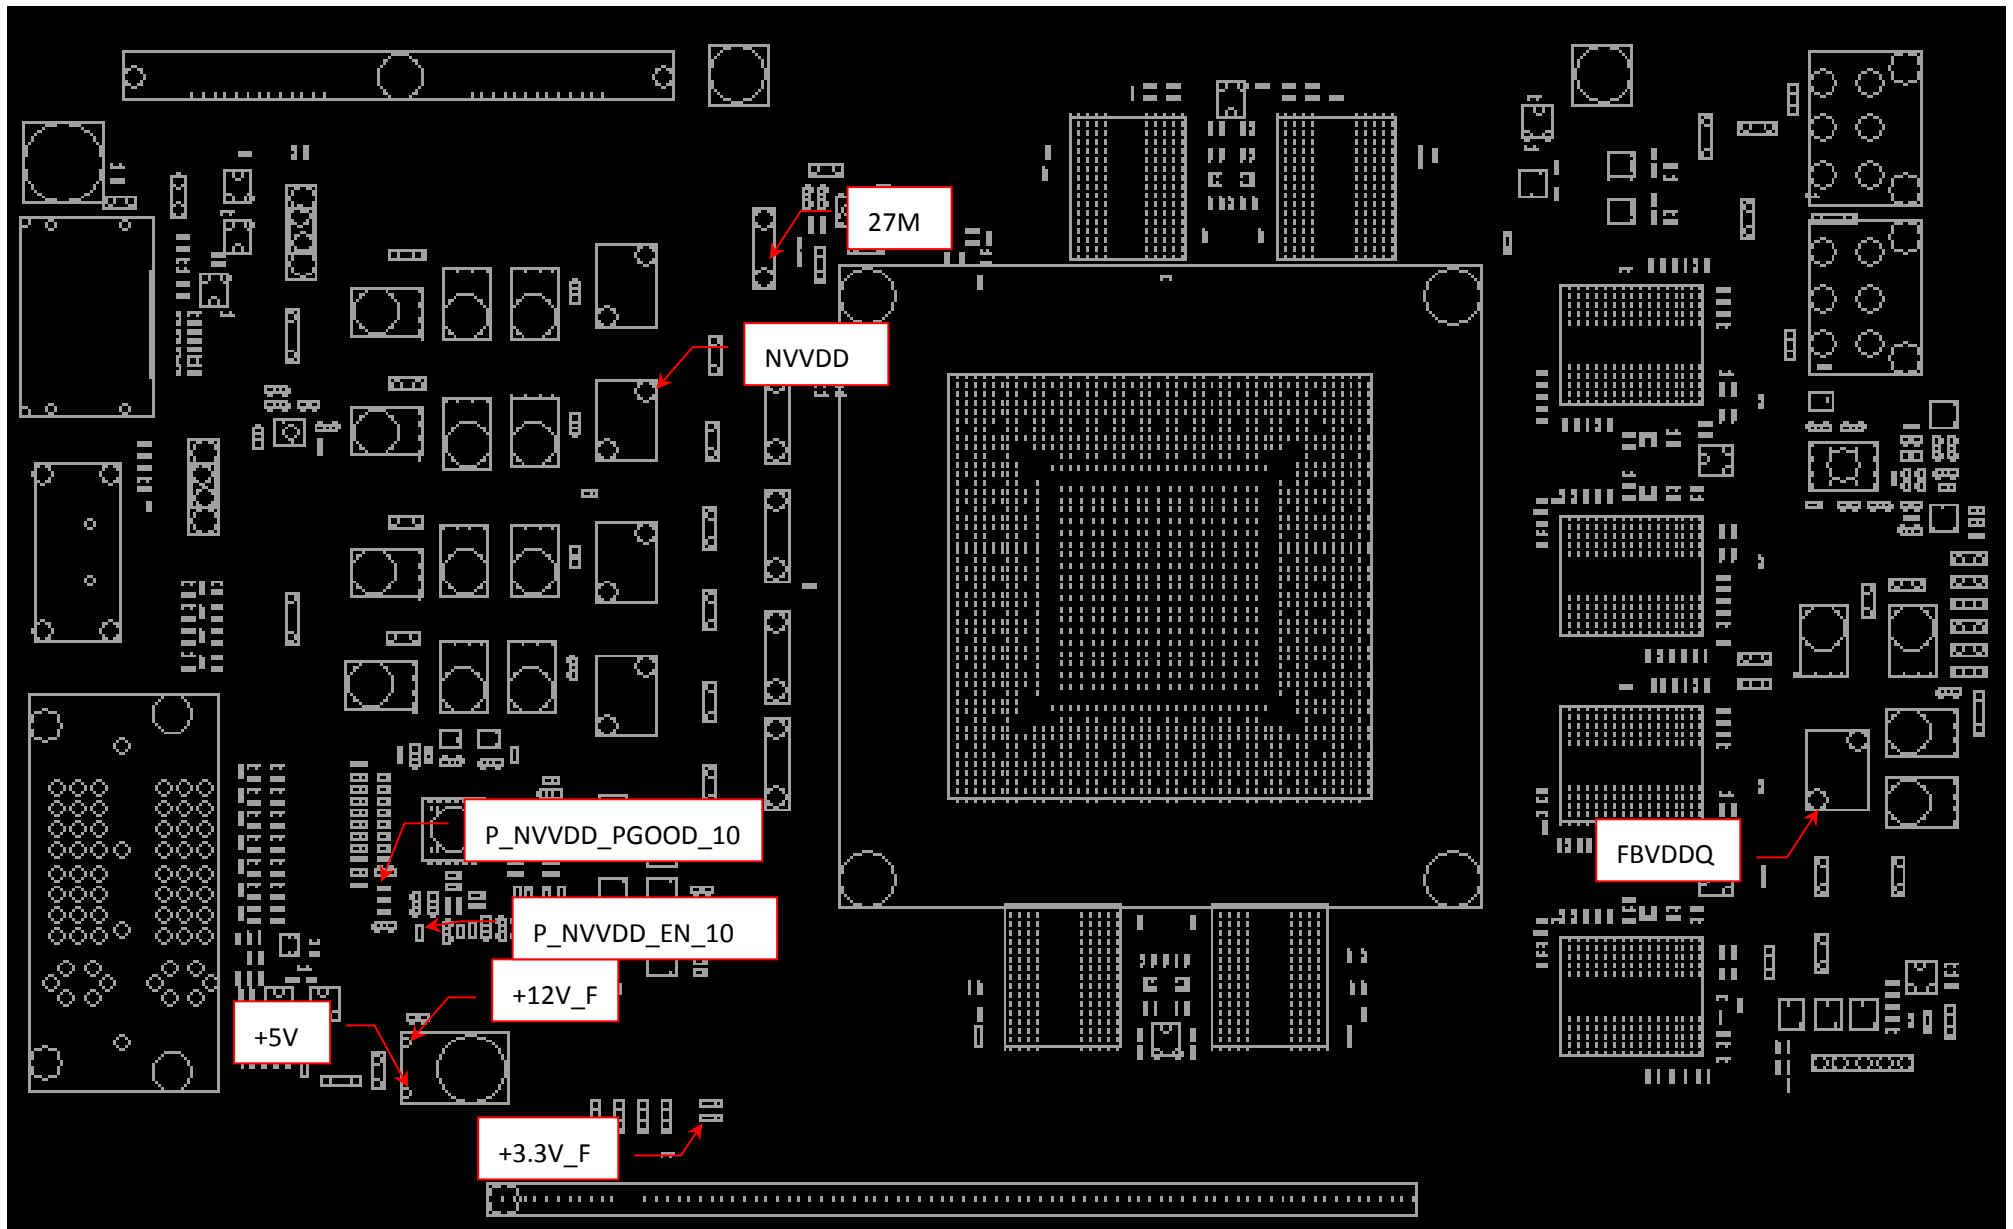 27M
NVVDD
P_NVVDD_PGOOD_10
FBVDDQ
P_NVVDD_EN_10
+12V_F
+5V
+3.3V_F